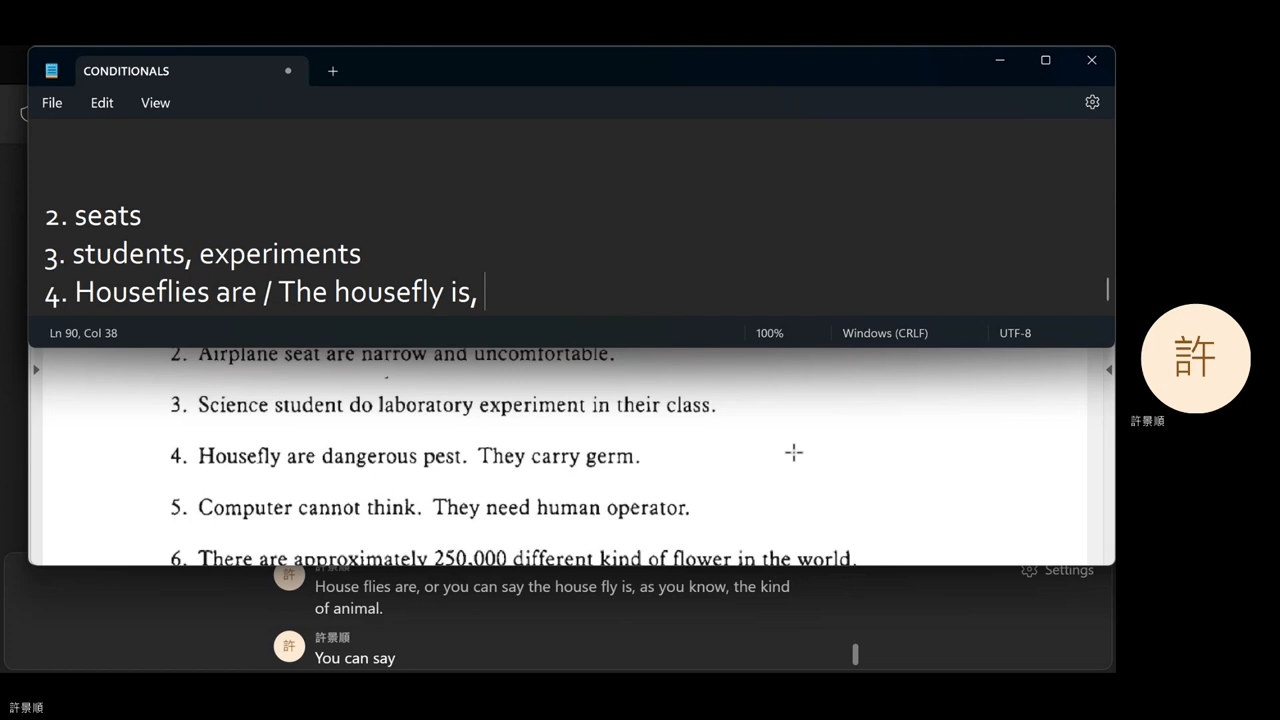 CONDITIONALS
File Edit View
2. seats
3. students, experiments
4. Houseflies are / The housefly is,
Ln 90, Col 38 100% Windows (CRLF) UTF-8
2. Airplane seat are narrow and uncomfortable.
3. Science student do laboratory experiment in their class.
4. Housefly are dangerous pest. They carry germ.
5. Computer cannot think. They need human operator.
6. There are approximately 250,000 different kind of flower in the world.
許
許景順
許景順
Settings
許
House flies are, or you can say the house fly is, as you know, the kind
of animal.
許景順
許
You can say
許景順